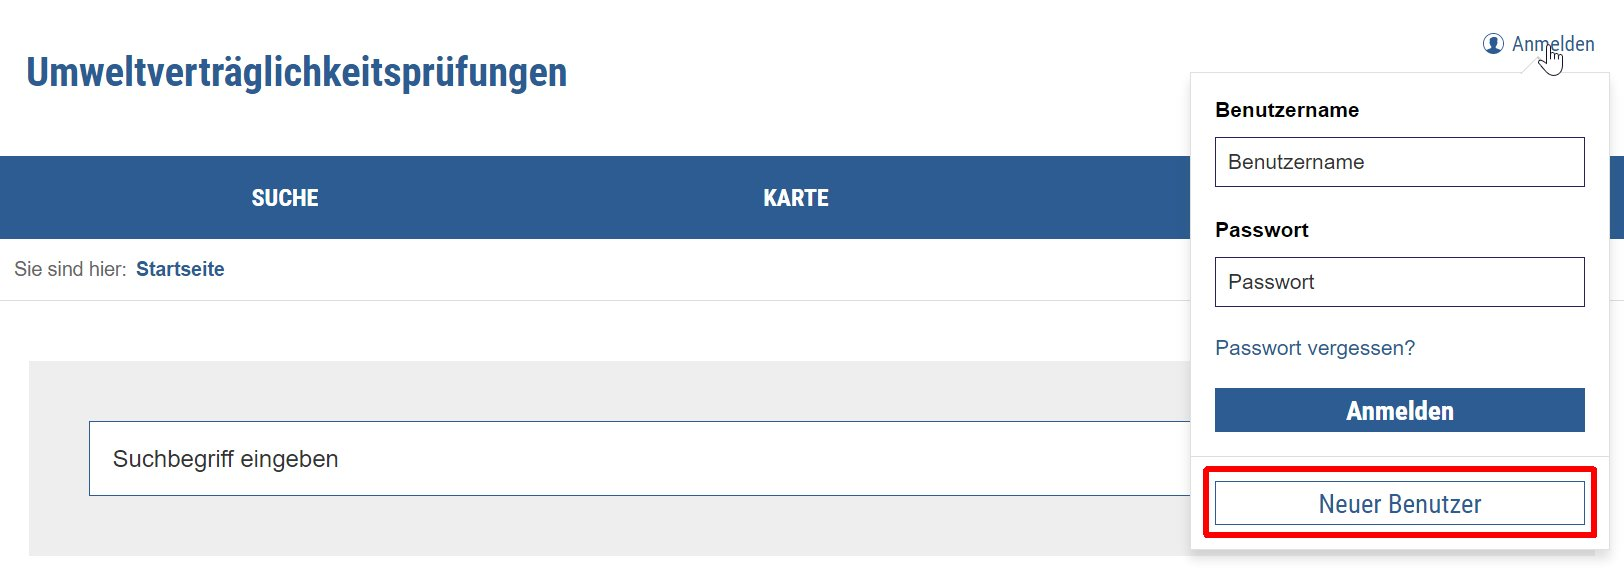 Anmelden
Umweltverträglichkeitsprüfungen
SUCHE
KARTE
Sie sind hier: Startseite
Suchbegriff eingeben
Benutzername
Benutzername
Passwort
Passwort
Passwort vergessen?
Anmelden
Neuer Benutzer